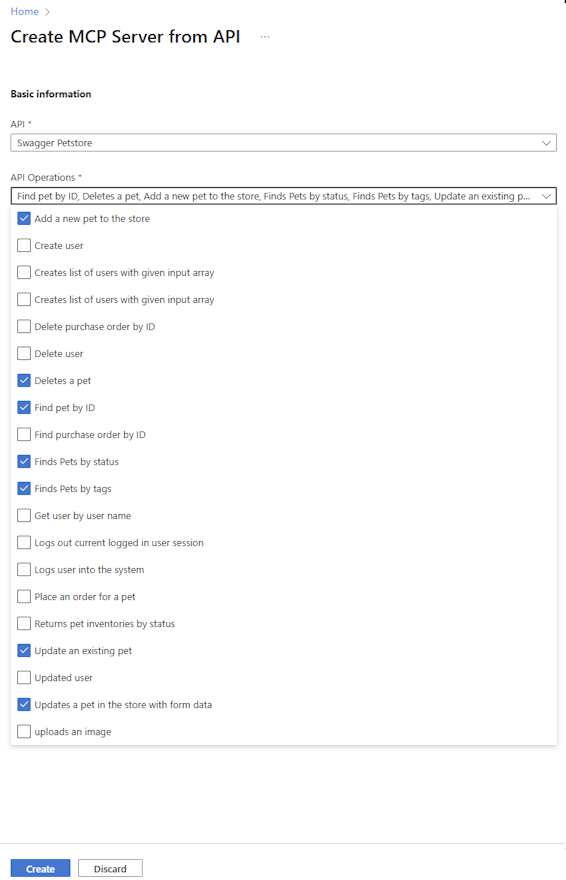 Home >
Create MCP Server from API ...
Basic information
API *
Swagger Petstore
API Operations *
Find pet by ID, Deletes a pet, Add a new pet to the store, Finds Pets by status, Finds Pets by tags, Update an existing p...
Add a new pet to the store
Create user
Creates list of users with given input array
Creates list of users with given input array
Delete purchase order by ID
Delete user
Deletes a pet
Find pet by ID
Find purchase order by ID
Finds Pets by status
Finds Pets by tags
Get user by user name
Logs out current logged in user session
Logs user into the system
Place an order for a pet
Returns pet inventories by status
Update an existing pet
Updated user
Updates a pet in the store with form data
uploads an image
Create Discard